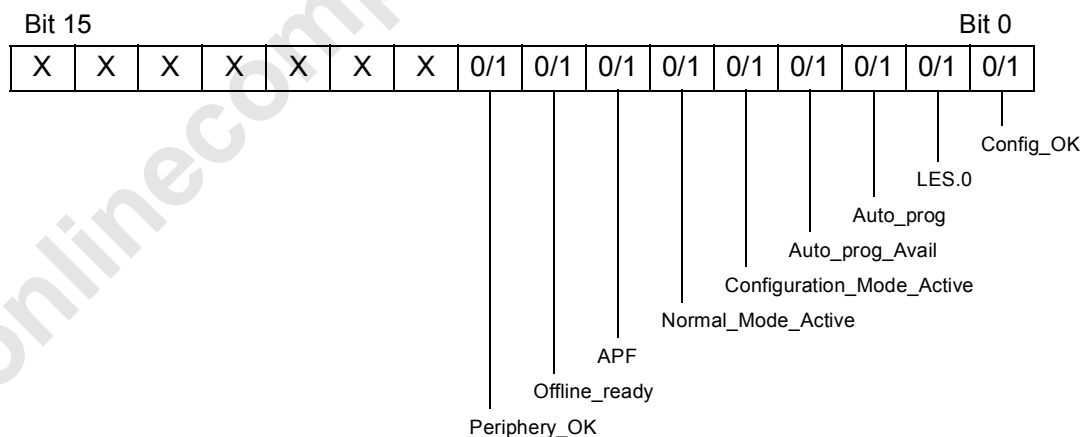 Bit 15 Bit 0
X X X X X X X 0/1 0/1 0/1 0/1 0/1 0/1 0/1 0/1 0/1
Config_OK
LES.0
Auto_prog
Auto_prog_Avail
Configuration_Mode_Active
Normal_Mode_Active
APF
Offline_ready
Periphery_OK
onlinecomp